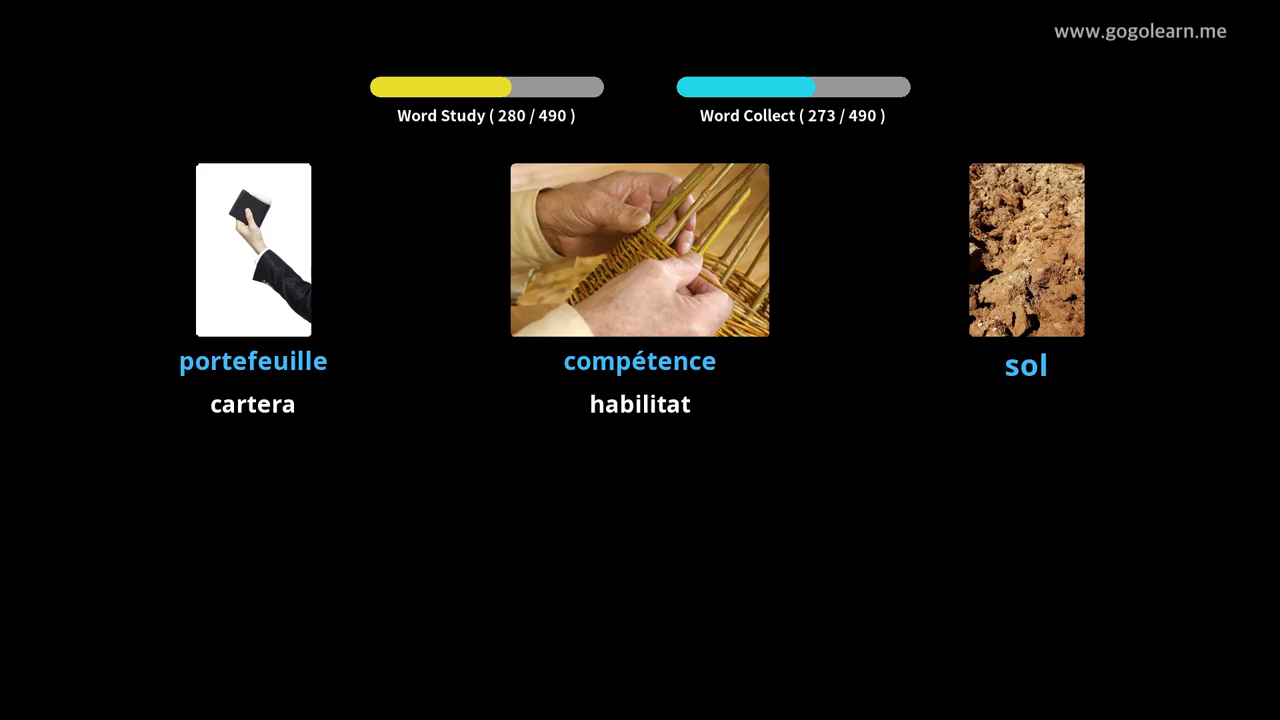 www.gogolearn.me
Word Study ( 280 / 490 )
Word Collect ( 273 / 490 )
portefeuille
compétence
sol
cartera
habilitat